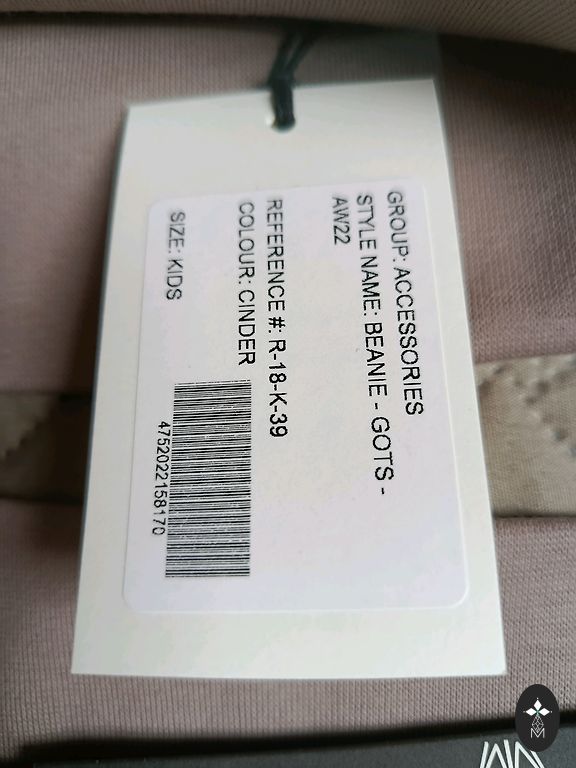 GROUP: ACCESSORIES
STYLE NAME: BEANIE - GOTS -
AW22
REFERENCE #: R-18-K-39
COLOUR: CINDER
SIZE: KIDS
4752022158170
M